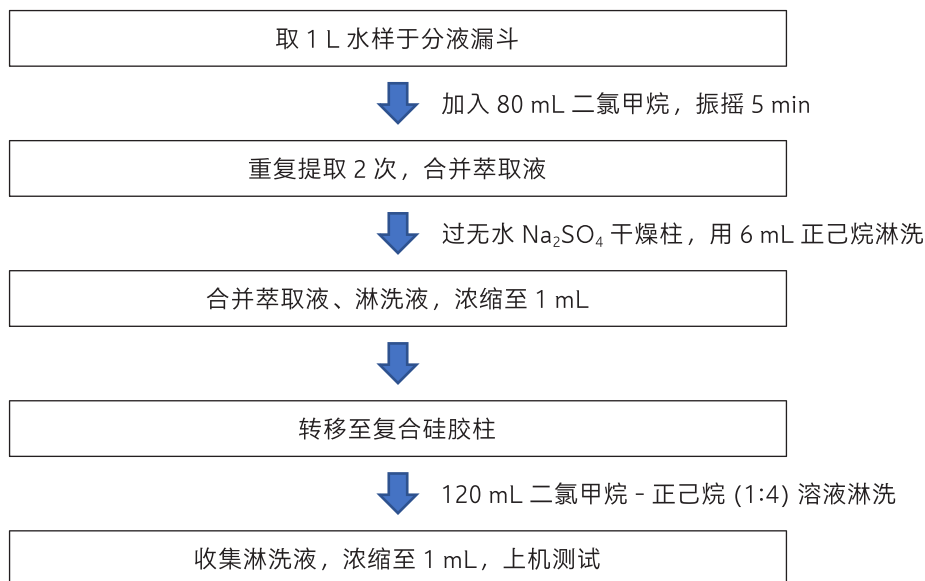 取 1 L 水样于分液漏斗
加入 80 mL 二氯甲烷，振摇 5 min
重复提取 2 次，合并萃取液
过无水 Na₂SO₄ 干燥柱，用 6 mL 正己烷淋洗
合并萃取液、淋洗液，浓缩至 1 mL
转移至复合硅胶柱
120 mL 二氯甲烷 - 正己烷 (1:4) 溶液淋洗
收集淋洗液，浓缩至 1 mL，上机测试